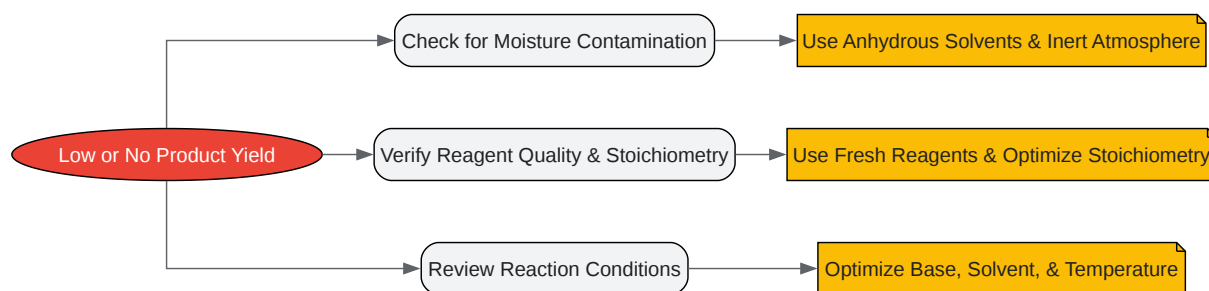 Check for Moisture Contamination
Use Anhydrous Solvents & Inert Atmosphere
Low or No Product Yield
Verify Reagent Quality & Stoichiometry
Use Fresh Reagents & Optimize Stoichiometry
Review Reaction Conditions
Optimize Base, Solvent, & Temperature